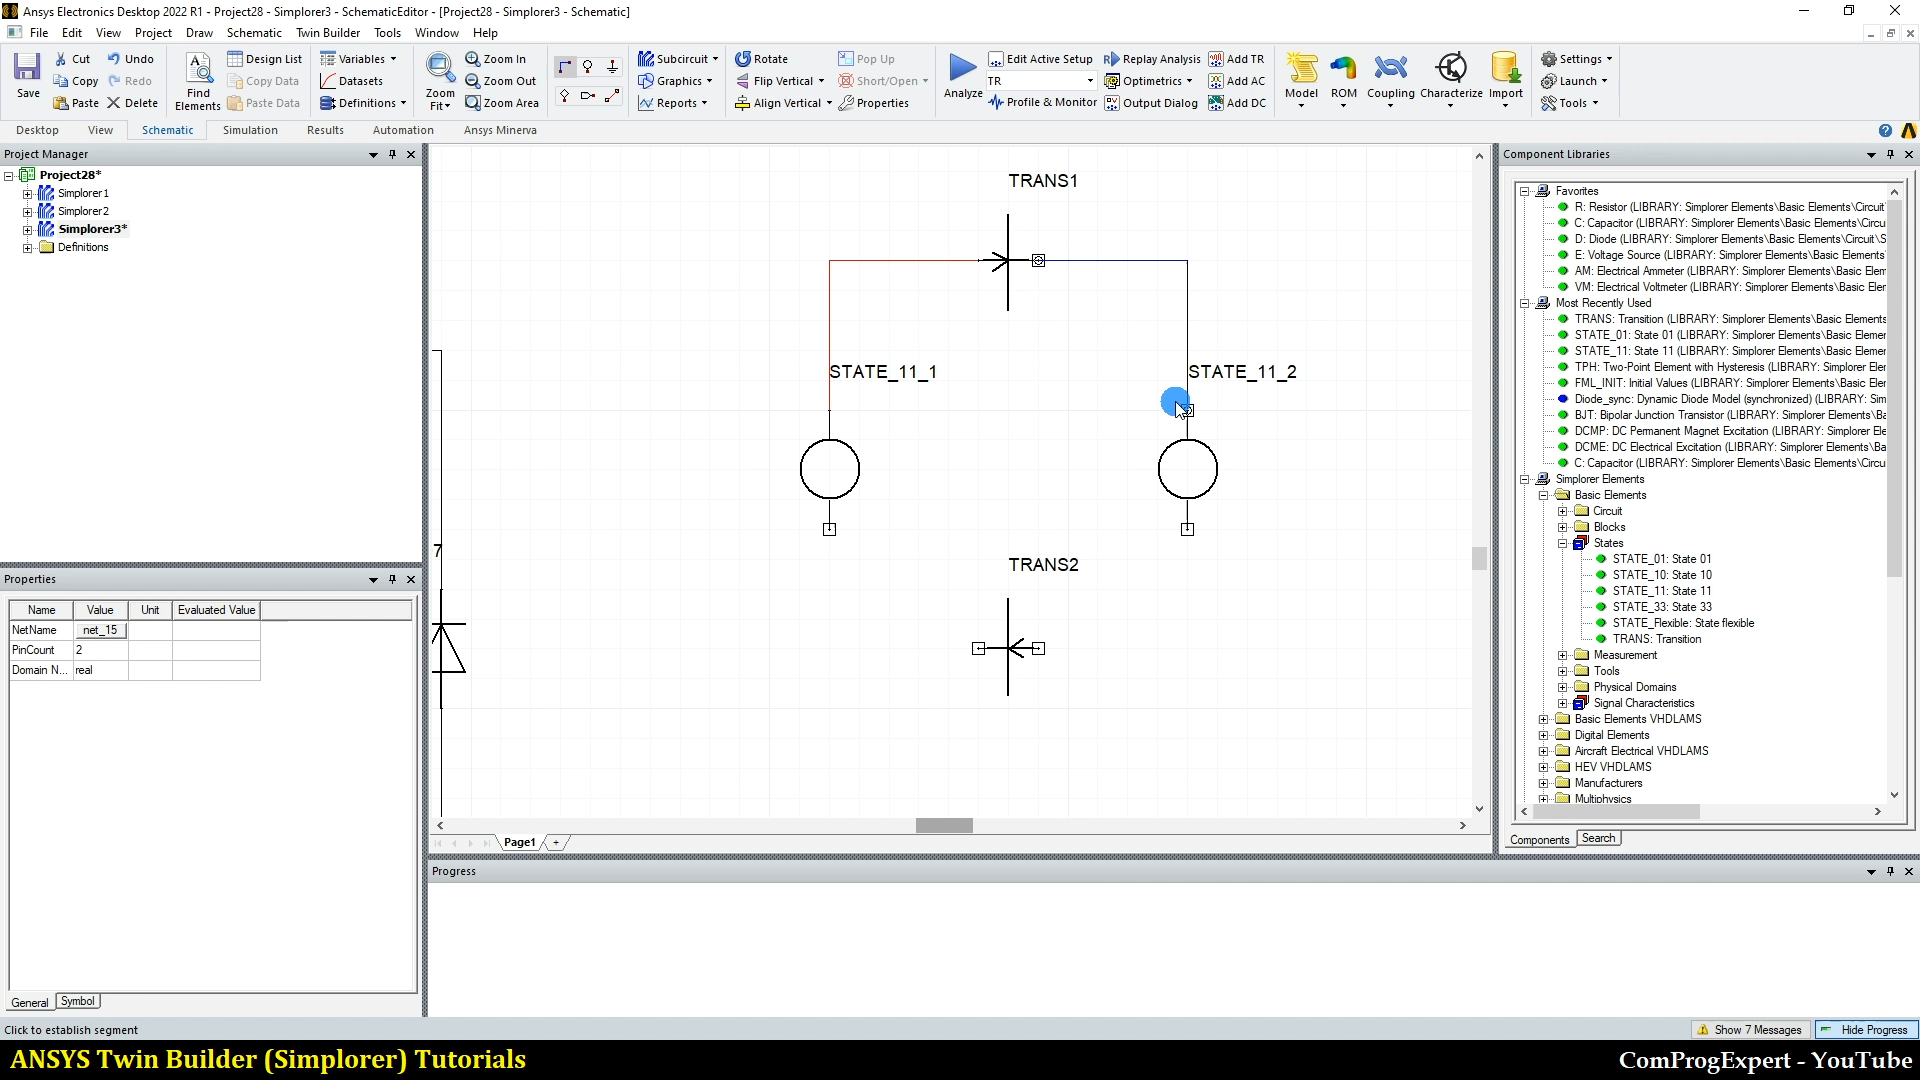 Ansys Electronics Desktop 2022 R1 - Project28 - Simplorer3 - SchematicEditor - [Project28 - Simplorer3 - Schematic]
File Edit View Project Draw Schematic Twin Builder Tools Window Help
Save
Cut
Copy
Paste
Undo
Redo
Delete
Find Elements
Design List
Copy Data
Paste Data
Variables
Datasets
Definitions
Zoom Fit
Zoom In
Zoom Out
Zoom Area
Subcircuit
Graphics
Reports
Rotate
Flip Vertical
Align Vertical
Pop Up
Short/Open
Properties
Analyze
Edit Active Setup
TR
Profile & Monitor
Replay Analysis
Optimetrics
Output Dialog
Add TR
Add AC
Add DC
Model
ROM
Coupling
Characterize
Import
Settings
Launch
Tools
Desktop View Schematic Simulation Results Automation Ansys Minerva
Project Manager
Project28*
Simplorer1
Simplorer2
Simplorer3*
Definitions
Properties
Name Value Unit Evaluated Value
NetName net_15
PinCount 2
Domain N... real
General Symbol
TRANS1
STATE_11_1
STATE_11_2
7
TRANS2
Page1 +
Progress
Component Libraries
Favorites
R: Resistor (LIBRARY: Simplorer Elements\Basic Elements\Circuit
C: Capacitor (LIBRARY: Simplorer Elements\Basic Elements\Circu
D: Diode (LIBRARY: Simplorer Elements\Basic Elements\Circuit\S
E: Voltage Source (LIBRARY: Simplorer Elements\Basic Elements
AM: Electrical Ammeter (LIBRARY: Simplorer Elements\Basic Elem
VM: Electrical Voltmeter (LIBRARY: Simplorer Elements\Basic Eler
Most Recently Used
TRANS: Transition (LIBRARY: Simplorer Elements\Basic Elements
STATE_01: State 01 (LIBRARY: Simplorer Elements\Basic Elemer
STATE_11: State 11 (LIBRARY: Simplorer Elements\Basic Elemer
TPH: Two-Point Element with Hysteresis (LIBRARY: Simplorer Eler
FML_INIT: Initial Values (LIBRARY: Simplorer Elements\Basic Eler
Diode_sync: Dynamic Diode Model (synchronized) (LIBRARY: Sim
BJT: Bipolar Junction Transistor (LIBRARY: Simplorer Elements\Ba
DCMP: DC Permanent Magnet Excitation (LIBRARY: Simplorer Ele
DCME: DC Electrical Excitation (LIBRARY: Simplorer Elements\Ba
C: Capacitor (LIBRARY: Simplorer Elements\Basic Elements\Circu
Simplorer Elements
Basic Elements
Circuit
Blocks
States
STATE_01: State 01
STATE_10: State 10
STATE_11: State 11
STATE_33: State 33
STATE_Flexible: State flexible
TRANS: Transition
Measurement
Tools
Physical Domains
Signal Characteristics
Basic Elements VHDLAMS
Digital Elements
Aircraft Electrical VHDLAMS
HEV VHDLAMS
Manufacturers
Multiphysics
Components Search
Click to establish segment
Show 7 Messages
Hide Progress
ANSYS Twin Builder (Simplorer) Tutorials
ComProgExpert - YouTube